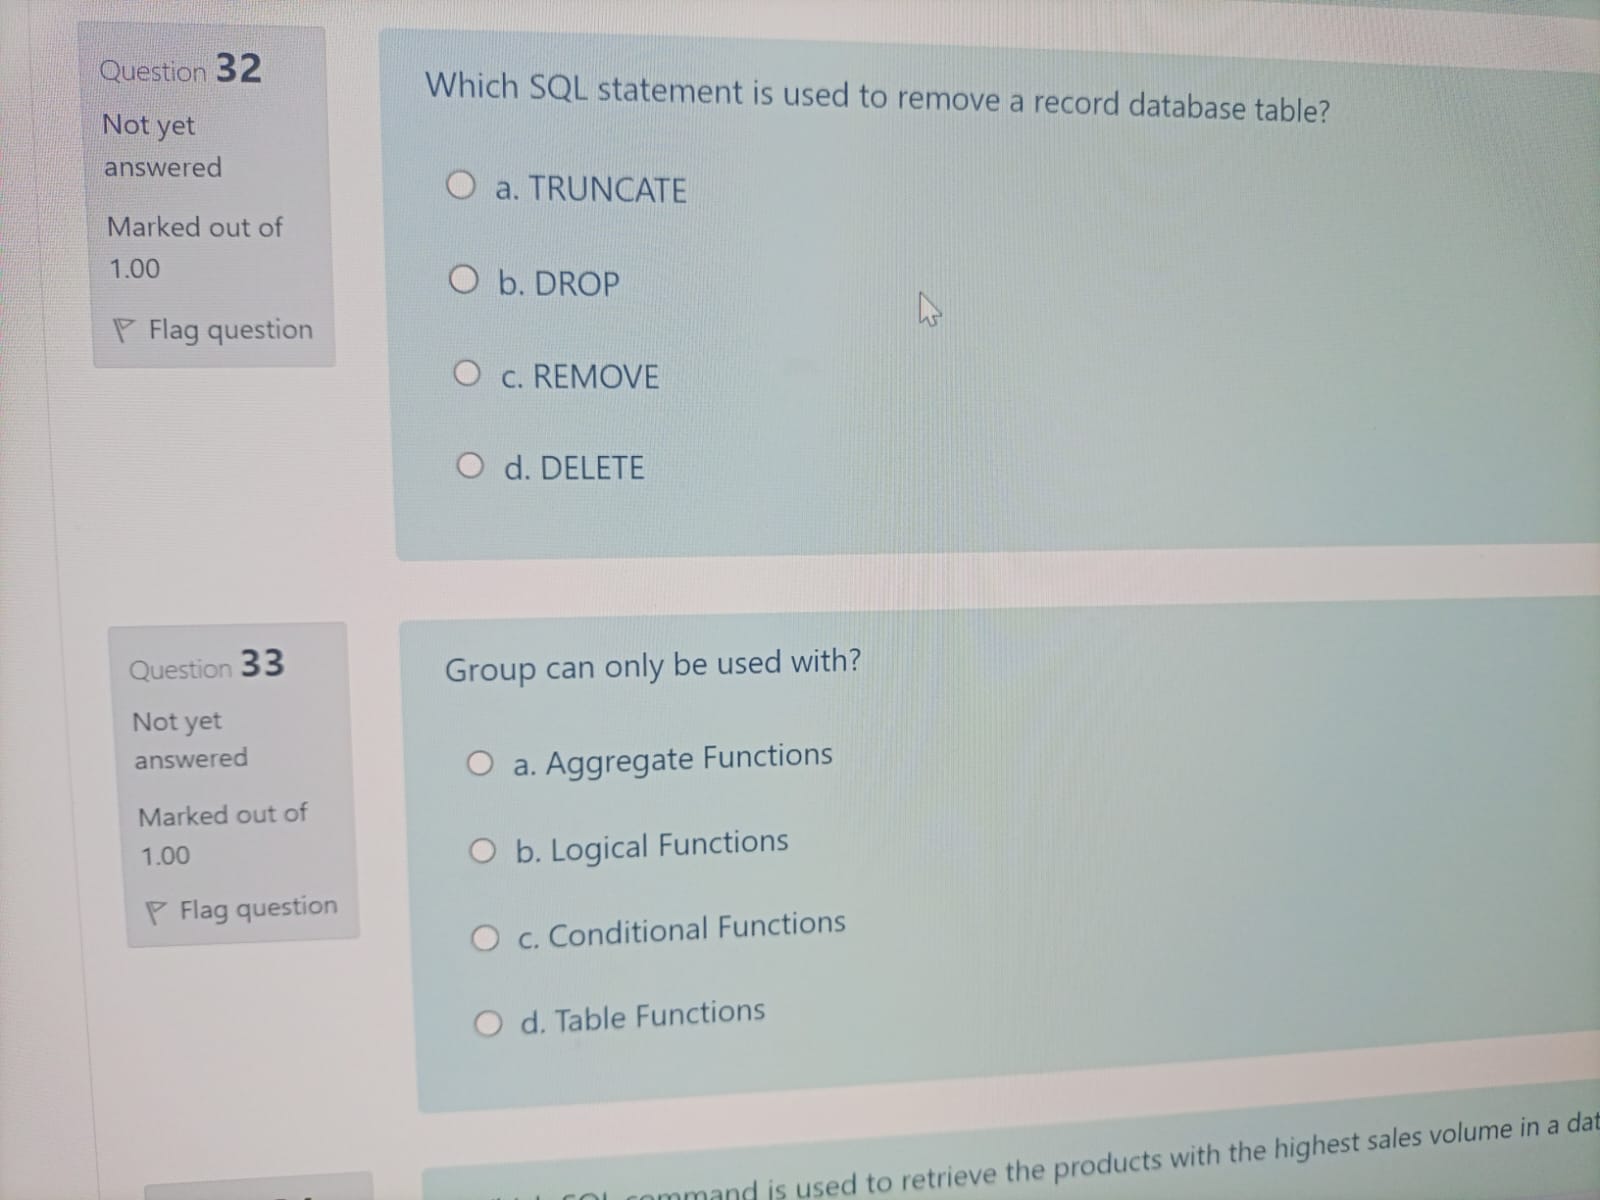 Question 32
Not yet
answered
Marked out of
1.00
Flag question
Which SQL statement is used to remove a record database table?
a. TRUNCATE
b. DROP
c. REMOVE
d. DELETE
Question 33
Not yet
answered
Marked out of
1.00
Flag question
Group can only be used with?
a. Aggregate Functions
b. Logical Functions
c. Conditional Functions
d. Table Functions
SQL command is used to retrieve the products with the highest sales volume in a